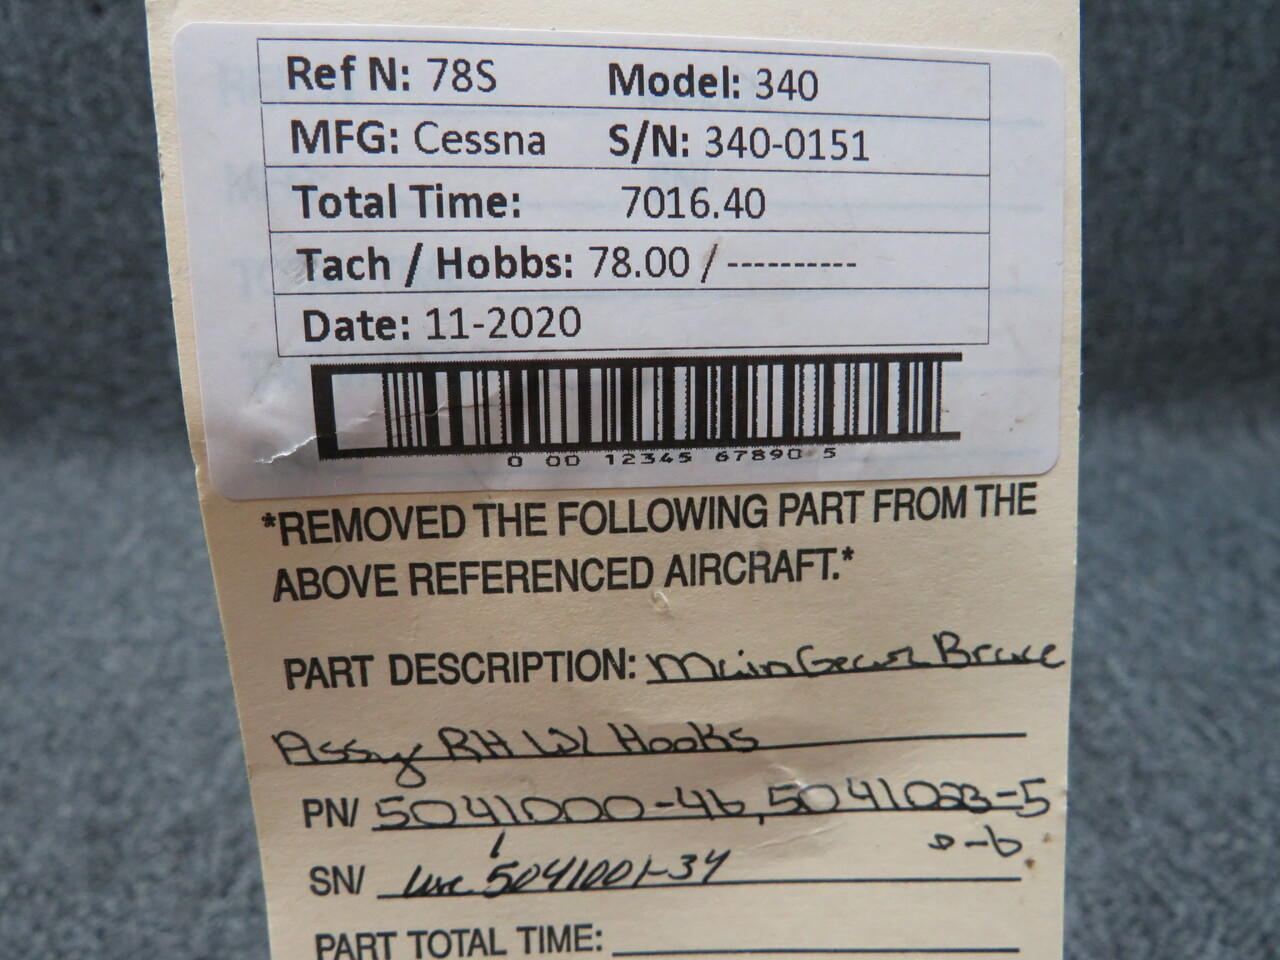 Ref N: 78S Model: 340
MFG: Cessna S/N: 340-0151
Total Time: 7016.40
Tach / Hobbs: 78.00 / ----------
Date: 11-2020
0 00 12345 67890 5
*REMOVED THE FOLLOWING PART FROM THE
ABOVE REFERENCED AIRCRAFT.*
PART DESCRIPTION: Main Gear Brace
Assy RH W/ Hooks
PN/ 5041000-46, 5041023-5
-6
SN/ use 5041001-34
PART TOTAL TIME: